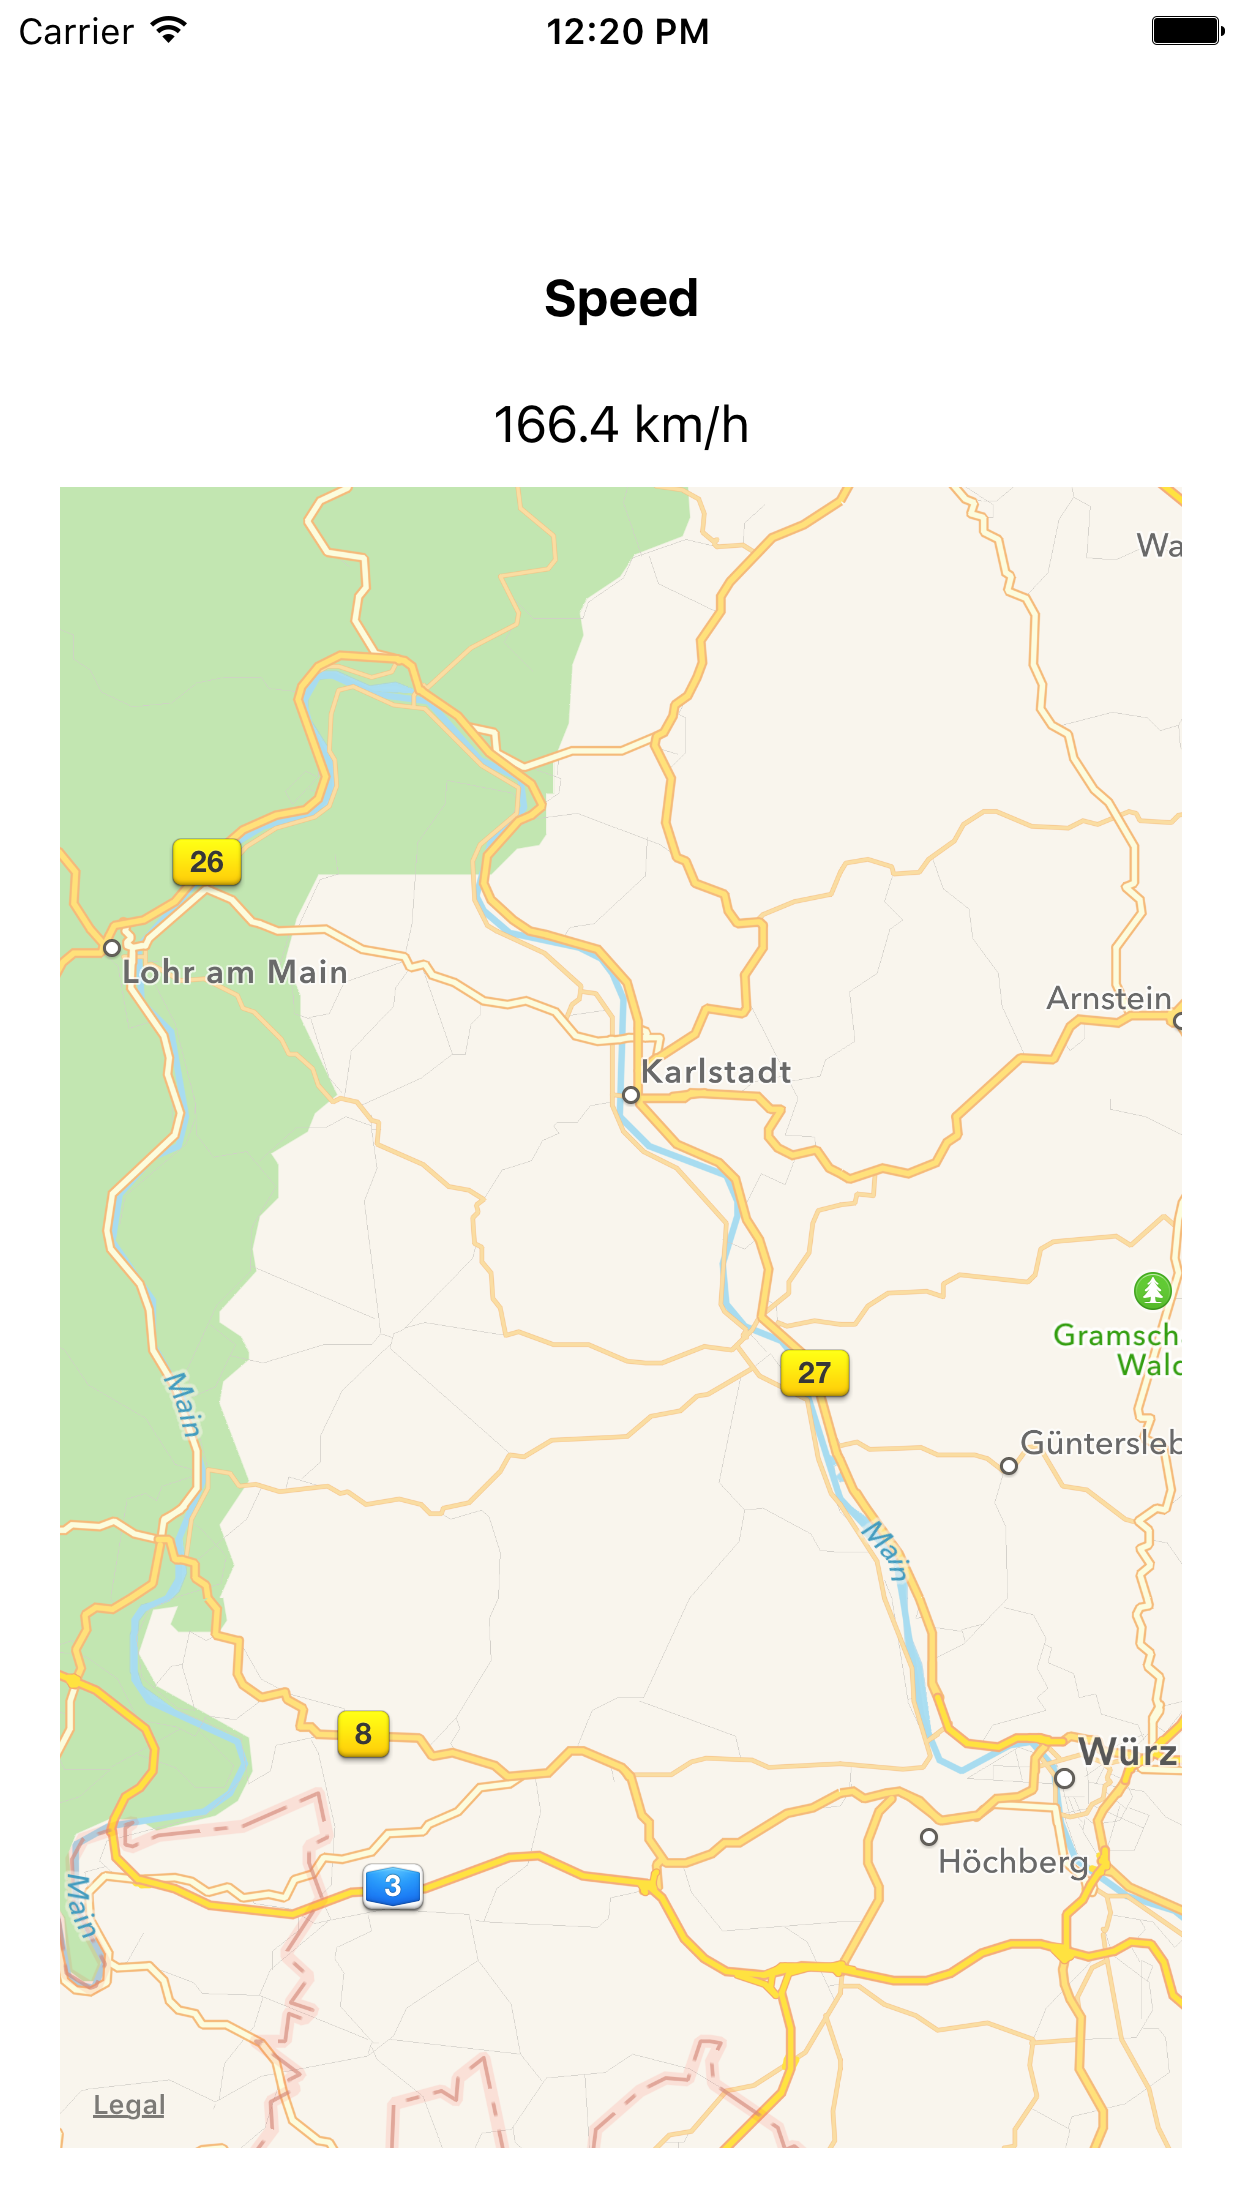 Carrier 12:20 PM
Speed
166.4 km/h
Wa
26
Lohr am Main
Arnstein
Karlstadt
Gramsch
Wald
27
Main
Güntersleb
Main
8
Würz
3
Höchberg
Main
Legal